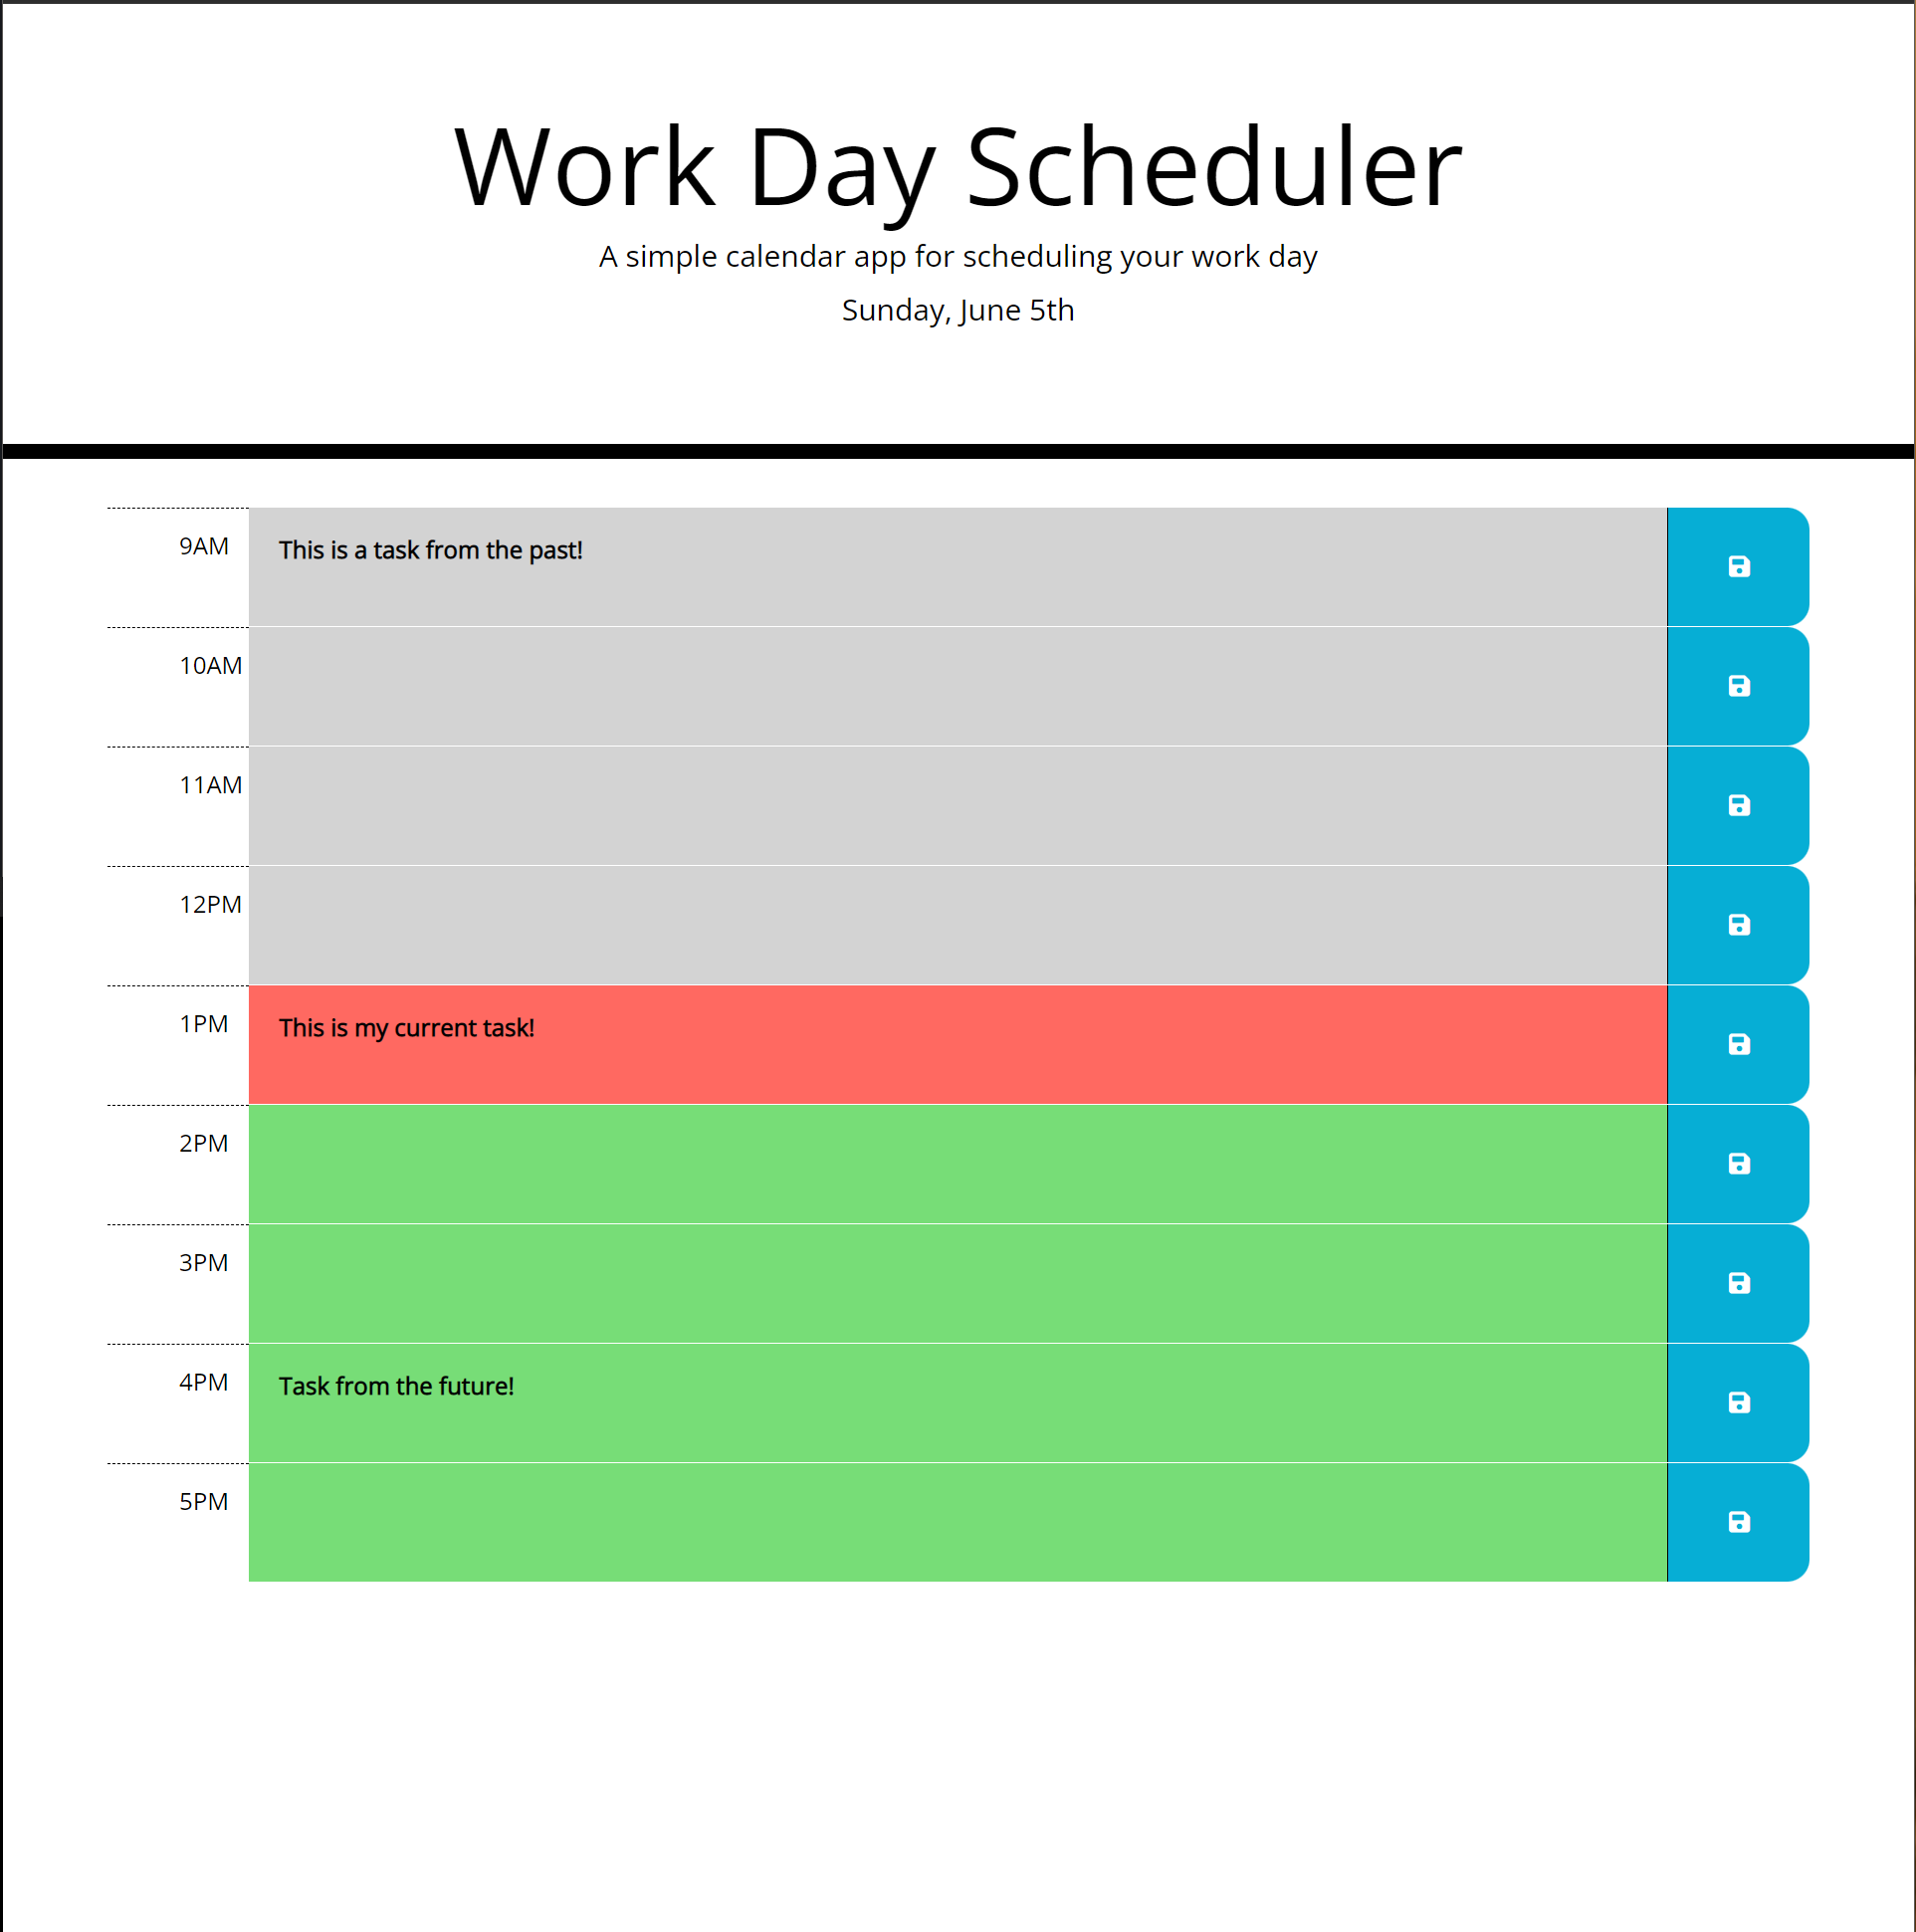 Work Day Scheduler
A simple calendar app for scheduling your work day
Sunday, June 5th
9AM This is a task from the past!
10AM
11AM
12PM
1PM This is my current task!
2PM
3PM
4PM Task from the future!
5PM